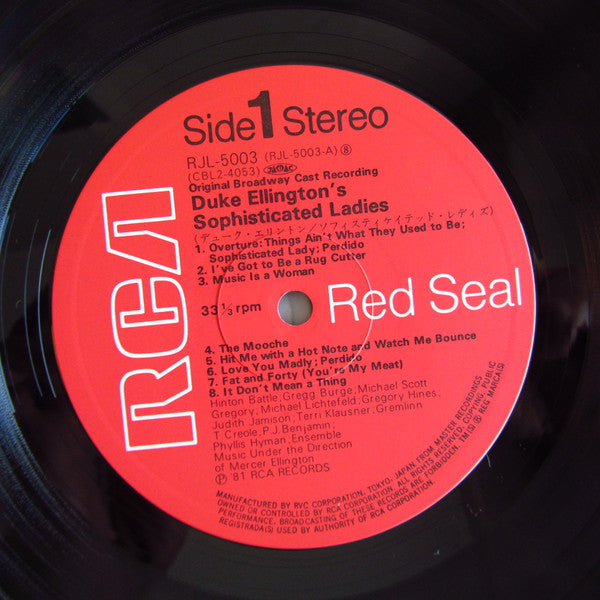 RCA
Side 1 Stereo
RJL-5003 (RJL-5003-A) ⑧
(CBL2-4053)
Original Broadway Cast Recording
Duke Ellington's
Sophisticated Ladies
(デューク・エリントン/ソフィスティケイテッド・レディズ)
1. Overture: Things Ain't What They Used to Be;
Sophisticated Lady; Perdido
2. I've Got to Be a Rug Cutter
3. Music Is a Woman
33 1/3 rpm
Red Seal
4. The Mooche
5. Hit Me with a Hot Note and Watch Me Bounce
6. Love You Madly; Perdido
7. Fat and Forty (You're My Meat)
8. It Don't Mean a Thing
Hinton Battle, Gregg Burge, Michael Scott
Gregory, Michael Lichtefeld, Gregory Hines,
Judith Jamison, Terri Klausner, Gremlinn
T. Creole, P.J. Benjamin,
Phyllis Hyman, Ensemble
Music Under the Direction
of Mercer Ellington
Ⓟ '81 RCA RECORDS
MANUFACTURED BY RVC CORPORATION, TOKYO, JAPAN, FROM MASTER RECORDINGS
OWNED OR CONTROLLED BY RCA CORPORATION. ALL RIGHTS RESERVED, COPYING, PUBLIC
PERFORMANCE, BROADCASTING OF THESE RECORDS ARE FORBIDDEN. TM(S) ® REG MARCA(S)
REGISTRADA(S) USED BY AUTHORITY OF RCA CORPORATION.